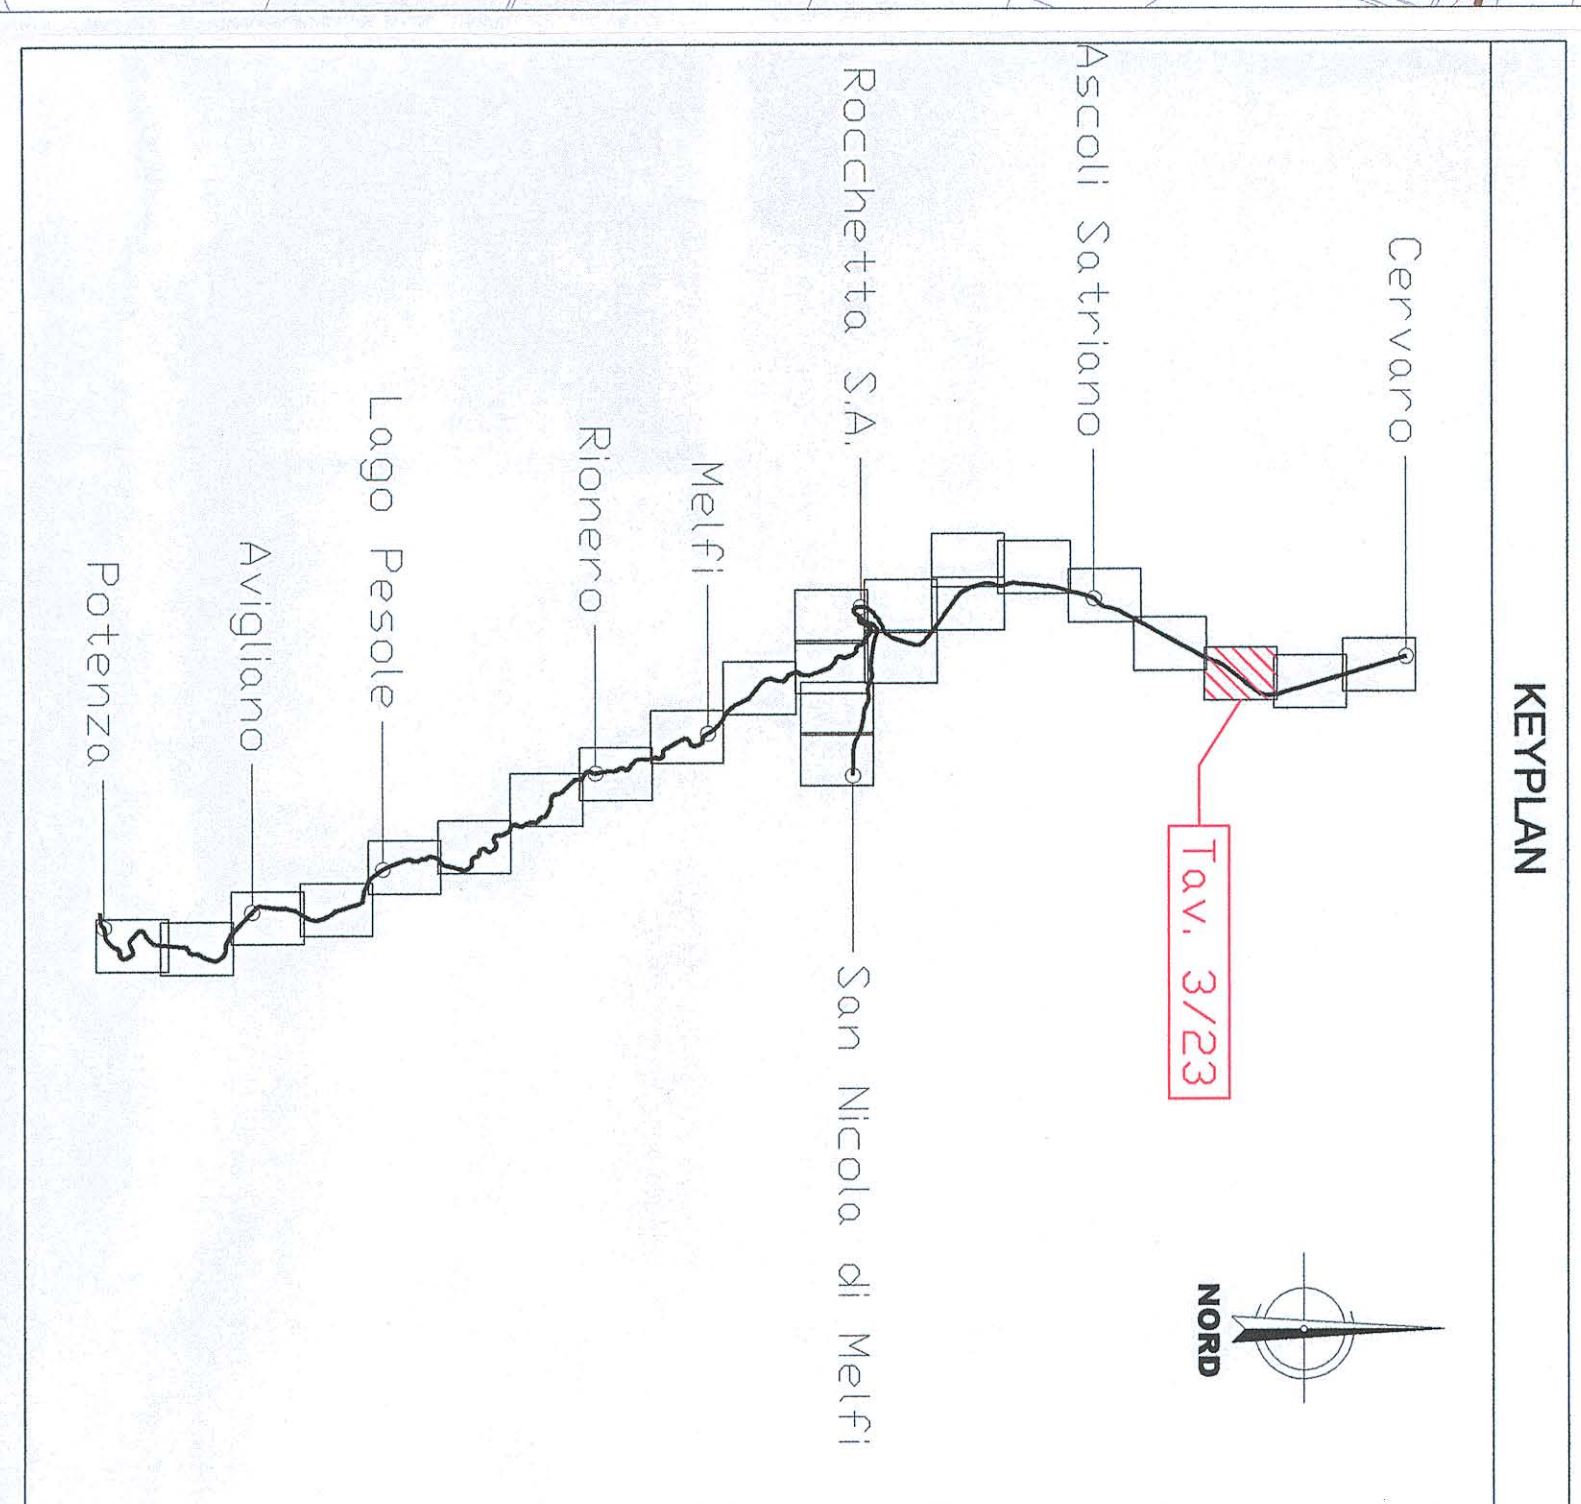 KEYPLAN
Cervaro
Ascoli Satriano
Rocchetta S.A.
Melfi
Rionero
Lago Pesole
Avigliano
Potenza
Tav. 3/23
San Nicola di Melfi
NORD